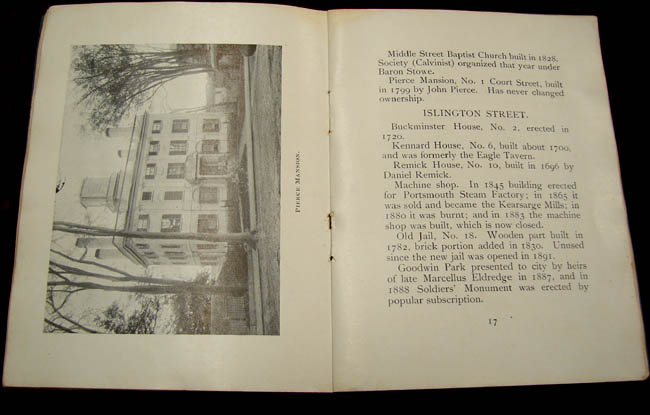 PIERCE MANSION.
Middle Street Baptist Church built in 1828.
Society (Calvinist) organized that year under
Baron Stowe.
Pierce Mansion, No. 1 Court Street, built
in 1799 by John Pierce. Has never changed
ownership.
ISLINGTON STREET.
Buckminster House, No. 2, erected in
1720.
Kennard House, No. 6, built about 1700,
and was formerly the Eagle Tavern.
Remick House, No. 10, built in 1696 by
Daniel Remick.
Machine shop. In 1845 building erected
for Portsmouth Steam Factory; in 1865 it
was sold and became the Kearsarge Mills; in
1880 it was burnt; and in 1883 the machine
shop was built, which is now closed.
Old Jail, No. 18. Wooden part built in
1782, brick portion added in 1830. Unused
since the new jail was opened in 1891.
Goodwin Park presented to city by heirs
of late Marcellus Eldredge in 1887, and in
1888 Soldiers' Monument was erected by
popular subscription.
17